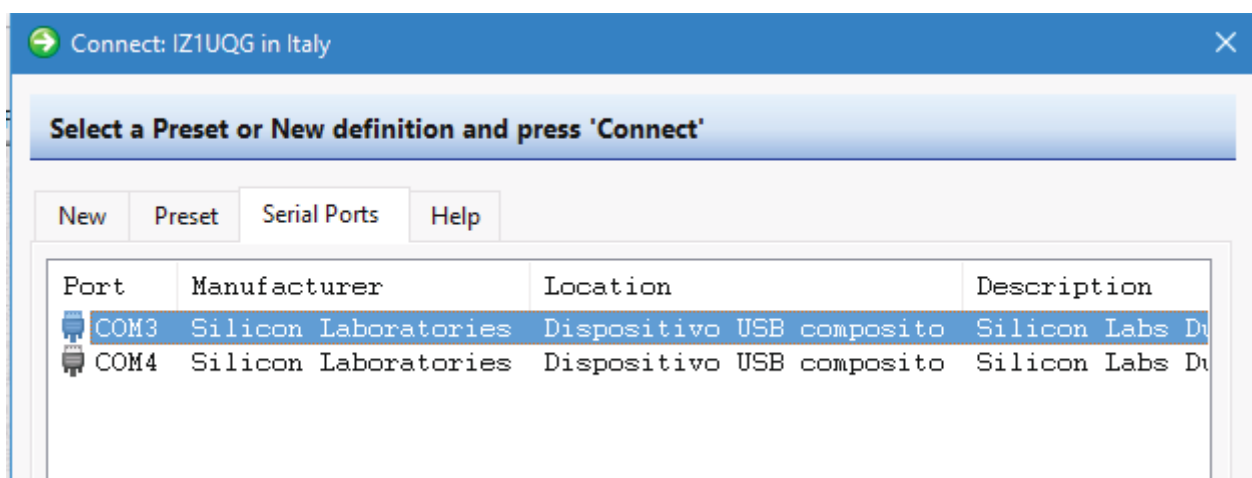 Connect: IZ1UQG in Italy
Select a Preset or New definition and press 'Connect'
New Preset Serial Ports Help
Port Manufacturer Location Description
COM3 Silicon Laboratories Dispositivo USB composito Silicon Labs
COM4 Silicon Laboratories Dispositivo USB composito Silicon Labs